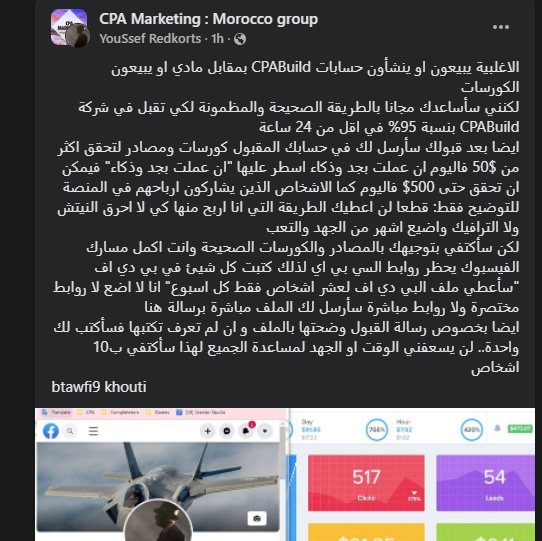 CPA Marketing : Morocco group
YouSsef Redkorts · 1h ·
الاغلبية يبيعون او ينشأون حسابات CPABuild بمقابل مادي او يبيعون
الكورسات
لكنني سأساعدك مجانا بالطريقة الصحيحة والمظمونة لكي تقبل في شركة
CPABuild بنسبة 95% في اقل من 24 ساعة
ايضا بعد قبولك سأرسل لك في حسابك المقبول كورسات ومصادر لتحقق اكثر
من 50$ فاليوم ان عملت بجد وذكاء اسطر عليها "ان عملت بجد وذكاء" فيمكن
ان تحقق حتى 500$ فاليوم كما الاشخاص الذين يشاركون ارباحهم في المنصة
للتوضيح فقط: قطعا لن اعطيك الطريقة التي انا اربح منها كي لا احرق النيتش
ولا الترافيك واضيع اشهر من الجهد والتعب
لكن سأكتفي بتوجيهك بالمصادر والكورسات الصحيحة وانت اكمل مسارك
الفيسبوك يحظر روابط السي بي اي لذلك كتبت كل شيئ في بي دي اف
"سأعطي ملف البي دي اف لعشر اشخاص فقط كل اسبوع" انا لا اضع لا روابط
مختصرة ولا روابط مباشرة سأرسل لك الملف مباشرة برسالة هنا
ايضا بخصوص رسالة القبول وضحتها بالملف و ان لم تعرف تكتبها فسأكتب لك
واحدة.. لن يسعفني الوقت او الجهد لمساعدة الجميع لهذا سأكتفي ب10
اشخاص
btawfi9 khouti
Translate CPA Games
Day
$91.85
756%
Hour
$7.52
420%
517
Clicks
54
Leads